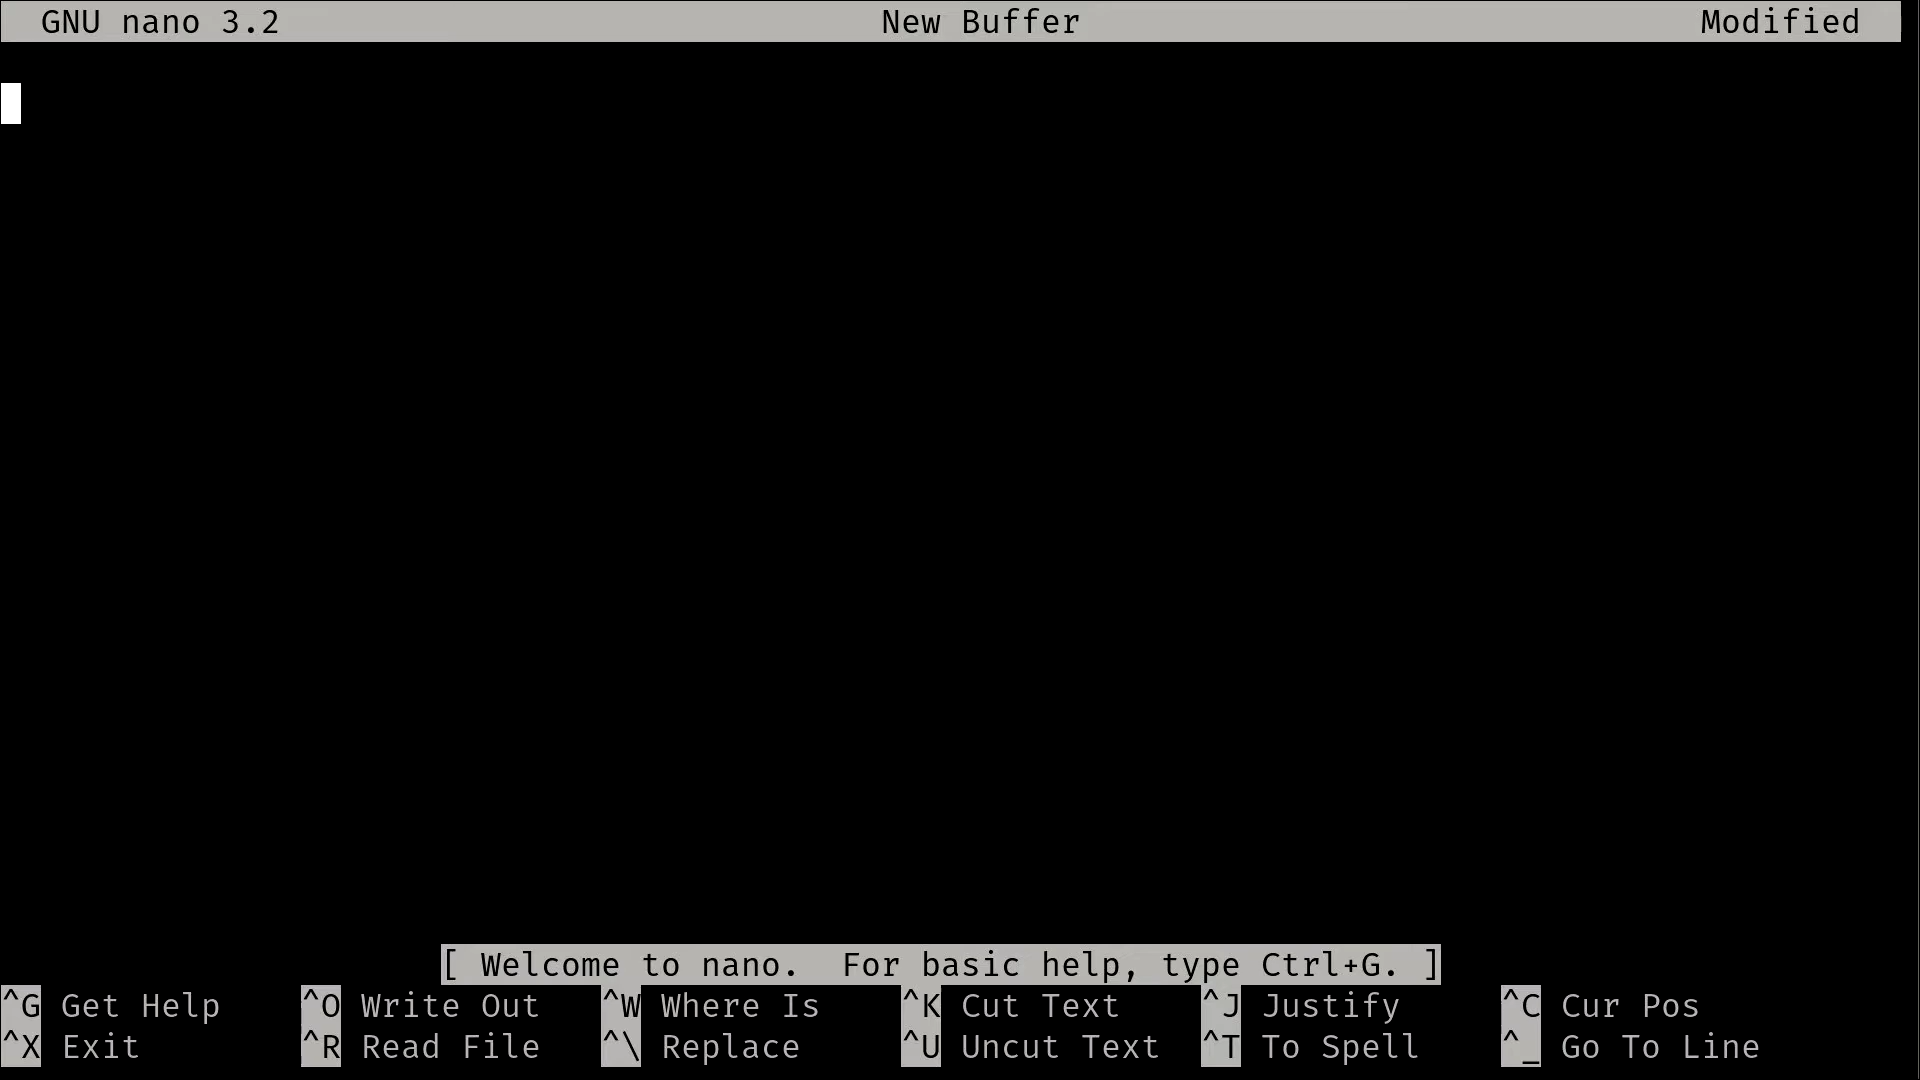 GNU nano 3.2 New Buffer Modified
[ Welcome to nano.  For basic help, type Ctrl+G. ]
^G Get Help ^O Write Out ^W Where Is ^K Cut Text ^J Justify ^C Cur Pos
^X Exit ^R Read File ^\ Replace ^U Uncut Text ^T To Spell ^_ Go To Line